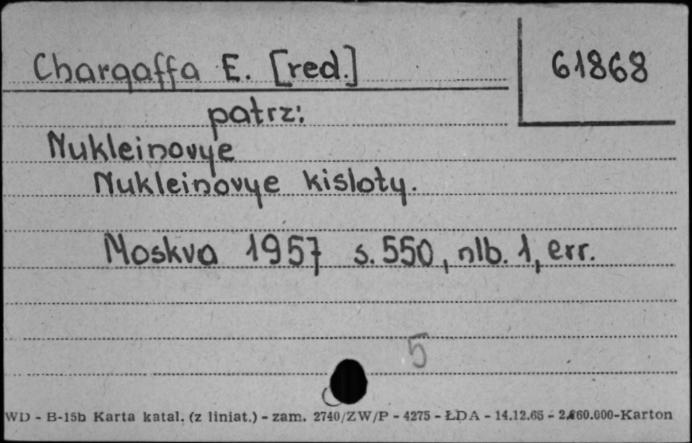 Chargaffa E. [red.]
61868
patrz:
Nukleinovye
Nukleinovye kisloty.
Moskva 1957 s. 550, nlb. 1, err.
5
WD - B-15b Karta katal. (z liniat.) - zam. 2740/ZW/P - 4275 - ŁDA - 14.12.65 - 2.860.000-Karton